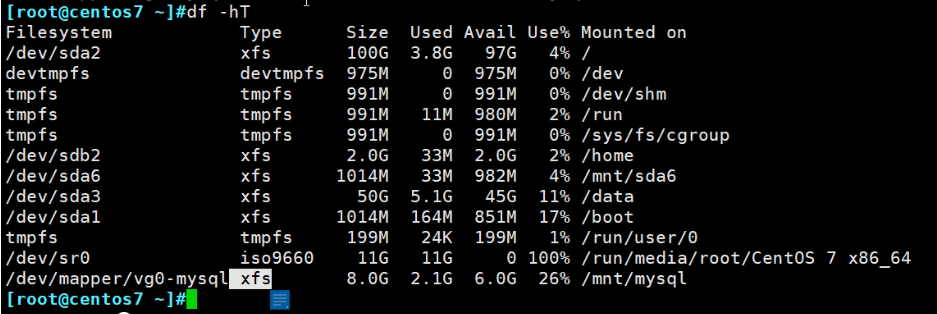 [root@centos7 ~]#df -hT
Filesystem Type Size Used Avail Use% Mounted on
/dev/sda2 xfs 100G 3.8G 97G 4% /
devtmpfs devtmpfs 975M 0 975M 0% /dev
tmpfs tmpfs 991M 0 991M 0% /dev/shm
tmpfs tmpfs 991M 11M 980M 2% /run
tmpfs tmpfs 991M 0 991M 0% /sys/fs/cgroup
/dev/sdb2 xfs 2.0G 33M 2.0G 2% /home
/dev/sda6 xfs 1014M 33M 982M 4% /mnt/sda6
/dev/sda3 xfs 50G 5.1G 45G 11% /data
/dev/sda1 xfs 1014M 164M 851M 17% /boot
tmpfs tmpfs 199M 24K 199M 1% /run/user/0
/dev/sr0 iso9660 11G 11G 0 100% /run/media/root/CentOS 7 x86_64
/dev/mapper/vg0-mysql xfs 8.0G 2.1G 6.0G 26% /mnt/mysql
[root@centos7 ~]#